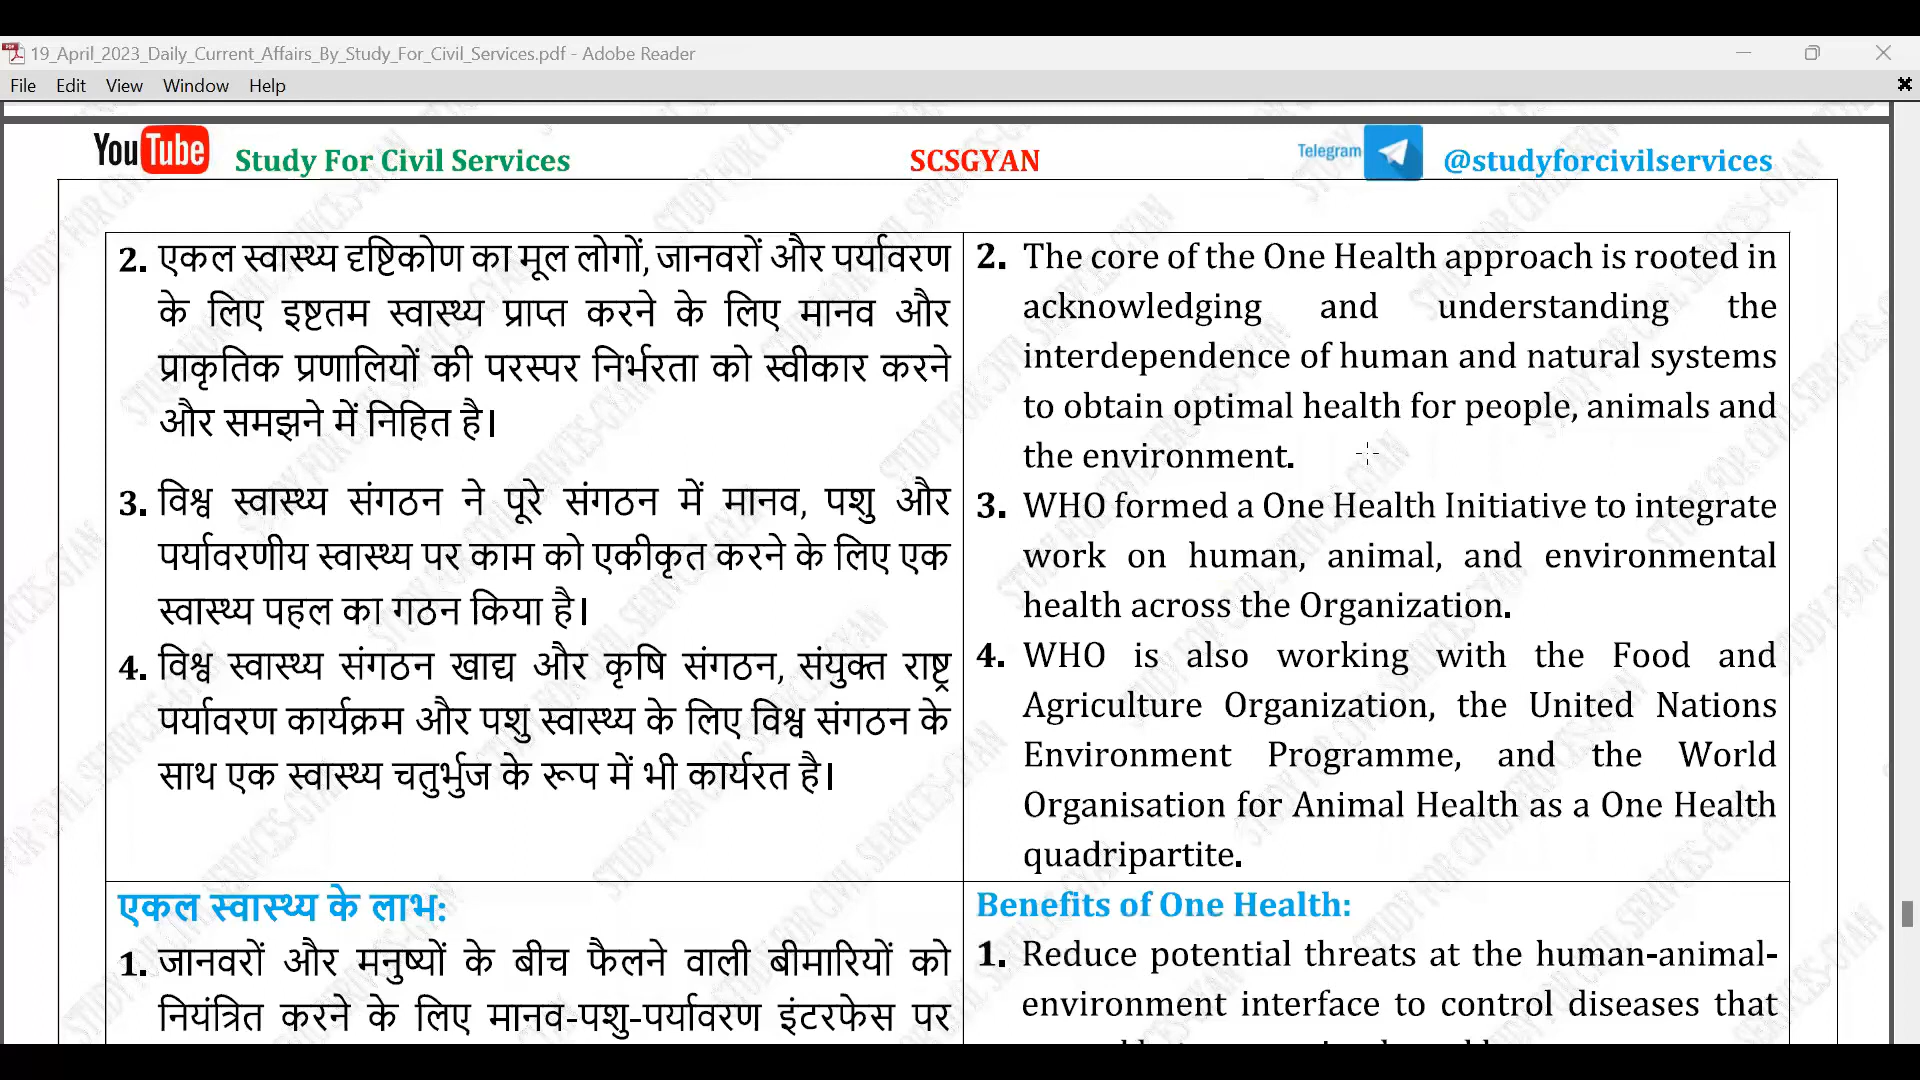 19_April_2023_Daily_Current_Affairs_By_Study_For_Civil_Services.pdf - Adobe Reader
File Edit View Window Help
YouTube Study For Civil Services SCSGYAN Telegram @studyforcivilservices
2. एकल स्वास्थ्य दृष्टिकोण का मूल लोगों, जानवरों और पर्यावरण
के लिए इष्टतम स्वास्थ्य प्राप्त करने के लिए मानव और
प्राकृतिक प्रणालियों की परस्पर निर्भरता को स्वीकार करने
और समझने में निहित है।
3. विश्व स्वास्थ्य संगठन ने पूरे संगठन में मानव, पशु और
पर्यावरणीय स्वास्थ्य पर काम को एकीकृत करने के लिए एक
स्वास्थ्य पहल का गठन किया है।
4. विश्व स्वास्थ्य संगठन खाद्य और कृषि संगठन, संयुक्त राष्ट्र
पर्यावरण कार्यक्रम और पशु स्वास्थ्य के लिए विश्व संगठन के
साथ एक स्वास्थ्य चतुर्भुज के रूप में भी कार्यरत है।
2. The core of the One Health approach is rooted in
acknowledging and understanding the
interdependence of human and natural systems
to obtain optimal health for people, animals and
the environment.
3. WHO formed a One Health Initiative to integrate
work on human, animal, and environmental
health across the Organization.
4. WHO is also working with the Food and
Agriculture Organization, the United Nations
Environment Programme, and the World
Organisation for Animal Health as a One Health
quadripartite.
एकल स्वास्थ्य के लाभ:
1. जानवरों और मनुष्यों के बीच फैलने वाली बीमारियों को
नियंत्रित करने के लिए मानव-पशु-पर्यावरण इंटरफेस पर
Benefits of One Health:
1. Reduce potential threats at the human-animal-
environment interface to control diseases that